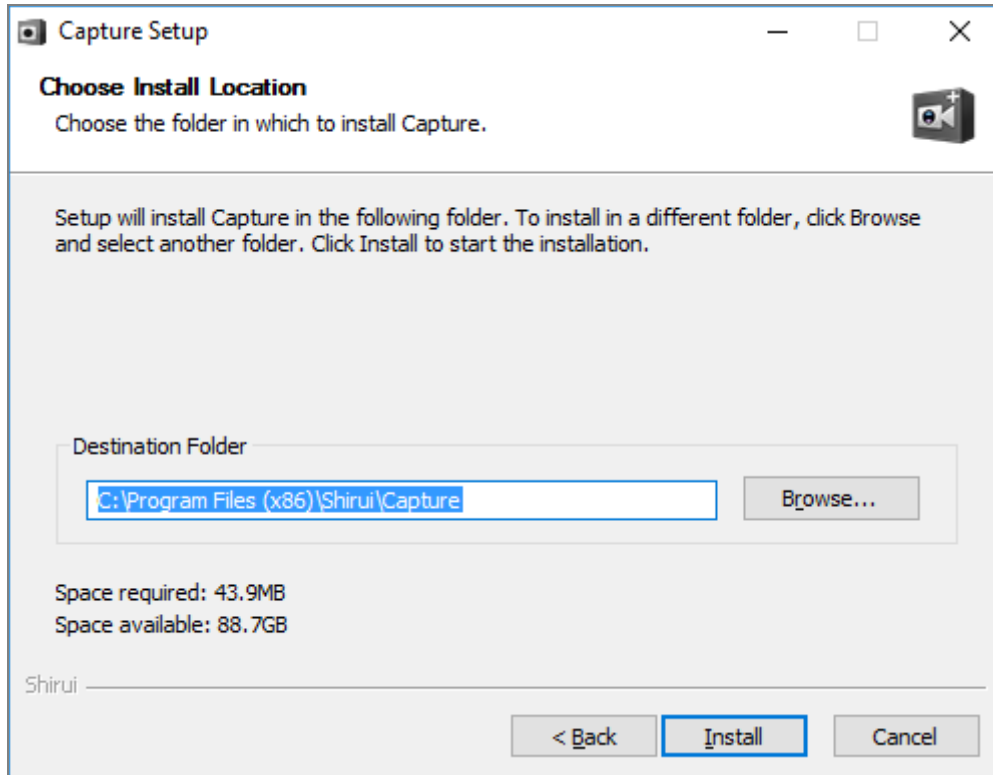 Capture Setup
Choose Install Location
Choose the folder in which to install Capture.
Setup will install Capture in the following folder. To install in a different folder, click Browse
and select another folder. Click Install to start the installation.
Destination Folder
C:\Program Files (x86)\Shirui\Capture
Browse...
Space required: 43.9MB
Space available: 88.7GB
Shirui
< Back
Install
Cancel